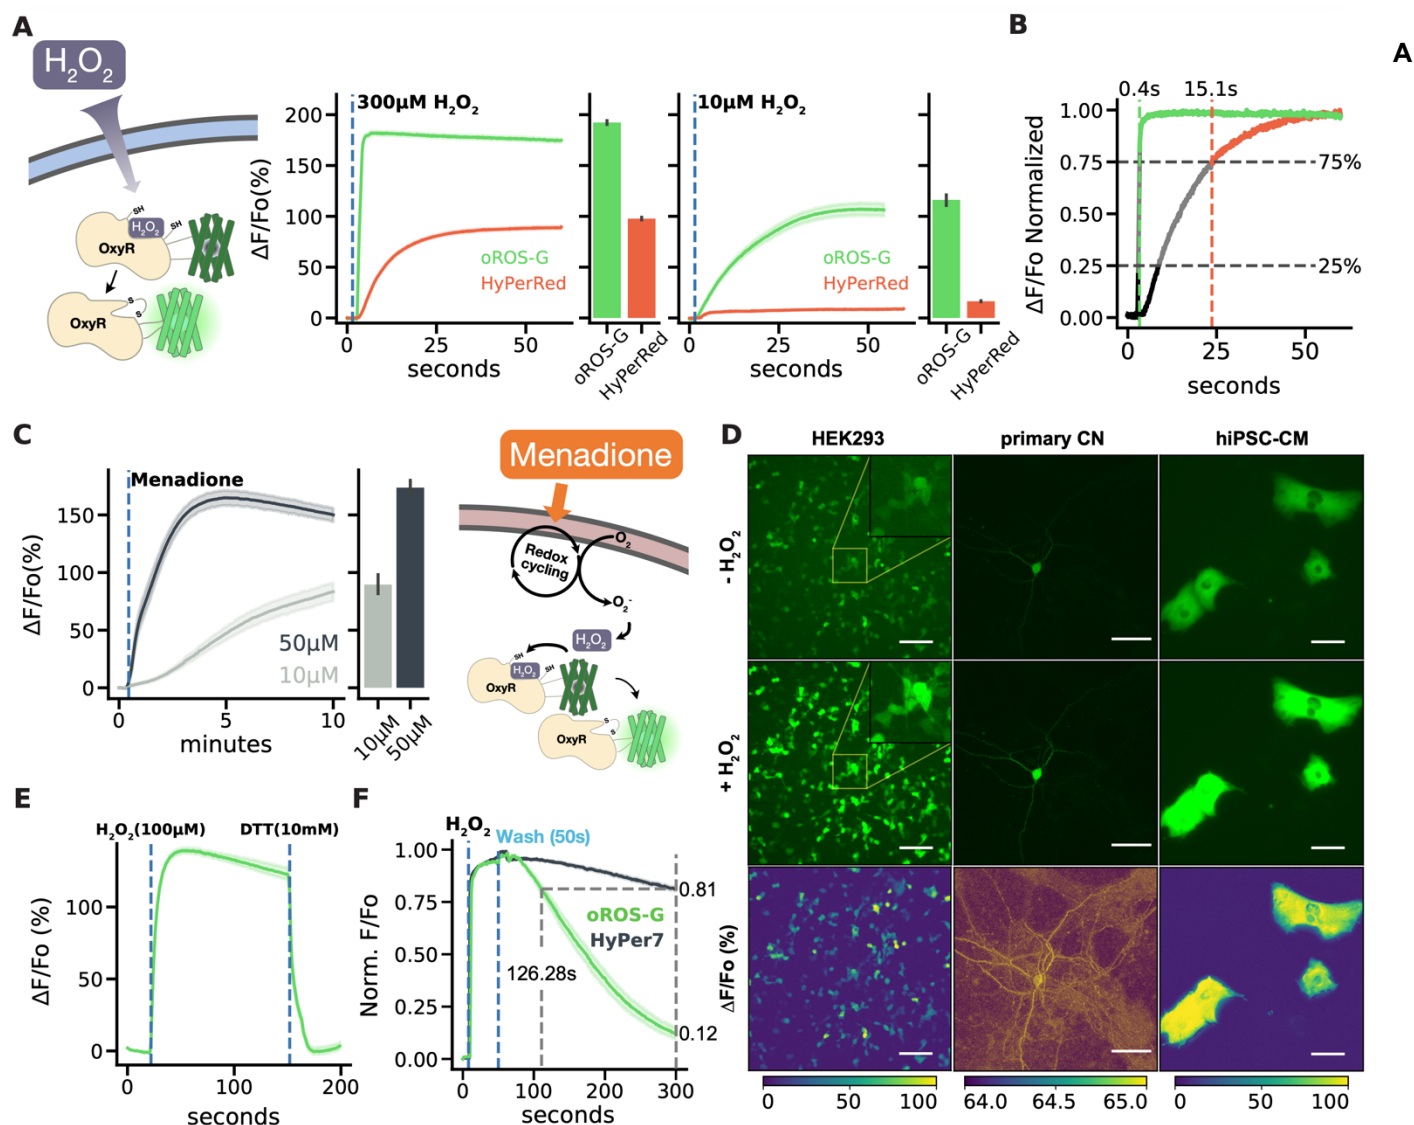 A
B
A
H₂O₂
SH
H₂O₂
SH
OxyR
S
S
OxyR
ΔF/Fo(%)
200
150
100
50
0
300µM H₂O₂
oROS-G
HyPerRed
0
25
50
seconds
oROS-G
HyPerRed
10µM H₂O₂
oROS-G
HyPerRed
0
25
50
seconds
oROS-G
HyPerRed
ΔF/Fo Normalized
0.4s
15.1s
1.00
0.75
0.50
0.25
0.00
75%
25%
0
25
50
seconds
C
ΔF/Fo(%)
150
100
50
0
Menadione
50µM
10µM
0
5
10
minutes
10µM
50µM
Menadione
O₂
Redox
cycling
O₂⁻
H₂O₂
SH
H₂O₂
SH
OxyR
S
S
OxyR
D
HEK293
primary CN
hiPSC-CM
- H₂O₂
+ H₂O₂
ΔF/Fo (%)
0
50
100
64.0
64.5
65.0
0
50
100
E
H₂O₂(100µM)
DTT(10mM)
ΔF/Fo (%)
100
50
0
0
100
200
seconds
F
H₂O₂
Wash (50s)
Norm. F/Fo
1.00
0.75
0.50
0.25
0.00
0.81
oROS-G
HyPer7
126.28s
0.12
0
100
200
300
seconds